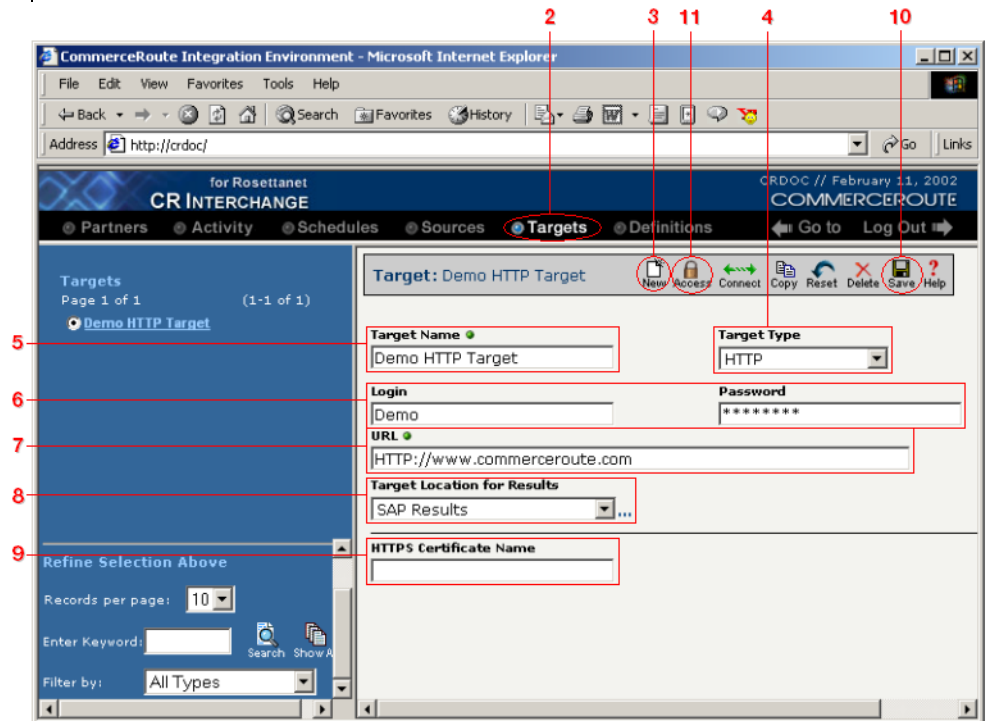 2 3 11 4 10
CommerceRoute Integration Environment - Microsoft Internet Explorer
File Edit View Favorites Tools Help
Back Search Favorites History
Address http://crdoc/ Go Links
for Rosettanet
CR INTERCHANGE
CRDOC // February 11, 2002
COMMERCEROUTE
Partners Activity Schedules Sources Targets Definitions Go to Log Out
Targets
Page 1 of 1 (1-1 of 1)
Demo HTTP Target
Target: Demo HTTP Target
New Access Connect Copy Reset Delete Save Help
5
Target Name
Demo HTTP Target
Target Type
HTTP
6
Login
Demo
Password
********
7
URL
HTTP://www.commerceroute.com
8
Target Location for Results
SAP Results ...
9
HTTPS Certificate Name
Refine Selection Above
Records per page: 10
Enter Keyword: Search Show A
Filter by: All Types